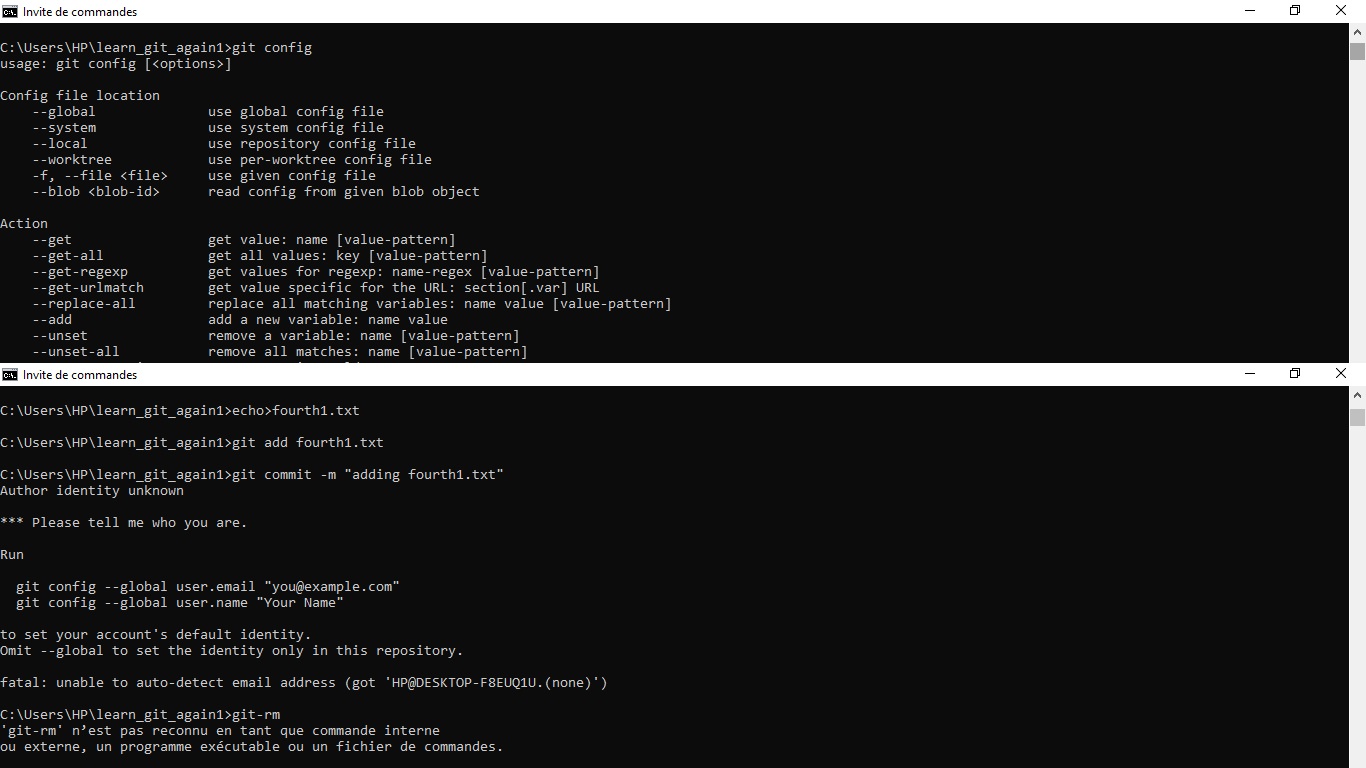 Invite de commandes
C:\Users\HP\learn_git_again1>git config
usage: git config [<options>]
Config file location
--global use global config file
--system use system config file
--local use repository config file
--worktree use per-worktree config file
-f, --file <file> use given config file
--blob <blob-id> read config from given blob object
Action
--get get value: name [value-pattern]
--get-all get all values: key [value-pattern]
--get-regexp get values for regexp: name-regex [value-pattern]
--get-urlmatch get value specific for the URL: section[.var] URL
--replace-all replace all matching variables: name value [value-pattern]
--add add a new variable: name value
--unset remove a variable: name [value-pattern]
--unset-all remove all matches: name [value-pattern]
Invite de commandes
C:\Users\HP\learn_git_again1>echo>fourth1.txt
C:\Users\HP\learn_git_again1>git add fourth1.txt
C:\Users\HP\learn_git_again1>git commit -m "adding fourth1.txt"
Author identity unknown
*** Please tell me who you are.
Run
git config --global user.email "you@example.com"
git config --global user.name "Your Name"
to set your account's default identity.
Omit --global to set the identity only in this repository.
fatal: unable to auto-detect email address (got 'HP@DESKTOP-F8EUQ1U.(none)')
C:\Users\HP\learn_git_again1>git-rm
'git-rm' n’est pas reconnu en tant que commande interne
ou externe, un programme exécutable ou un fichier de commandes.